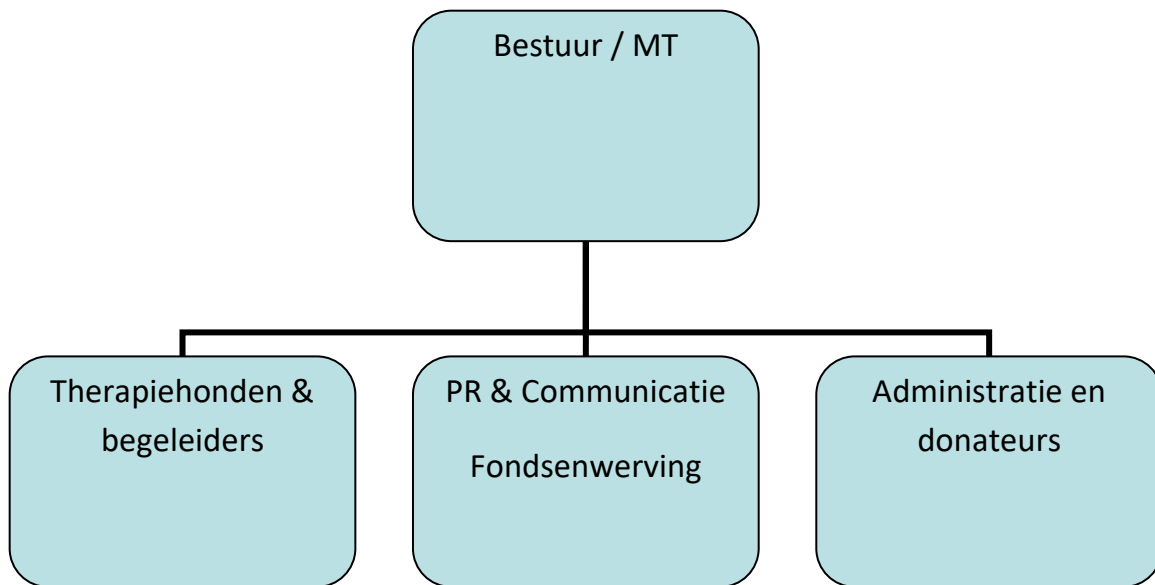 Bestuur / MT
Therapiehonden &
begeleiders
PR & Communicatie
Fondsenwerving
Administratie en
donateurs